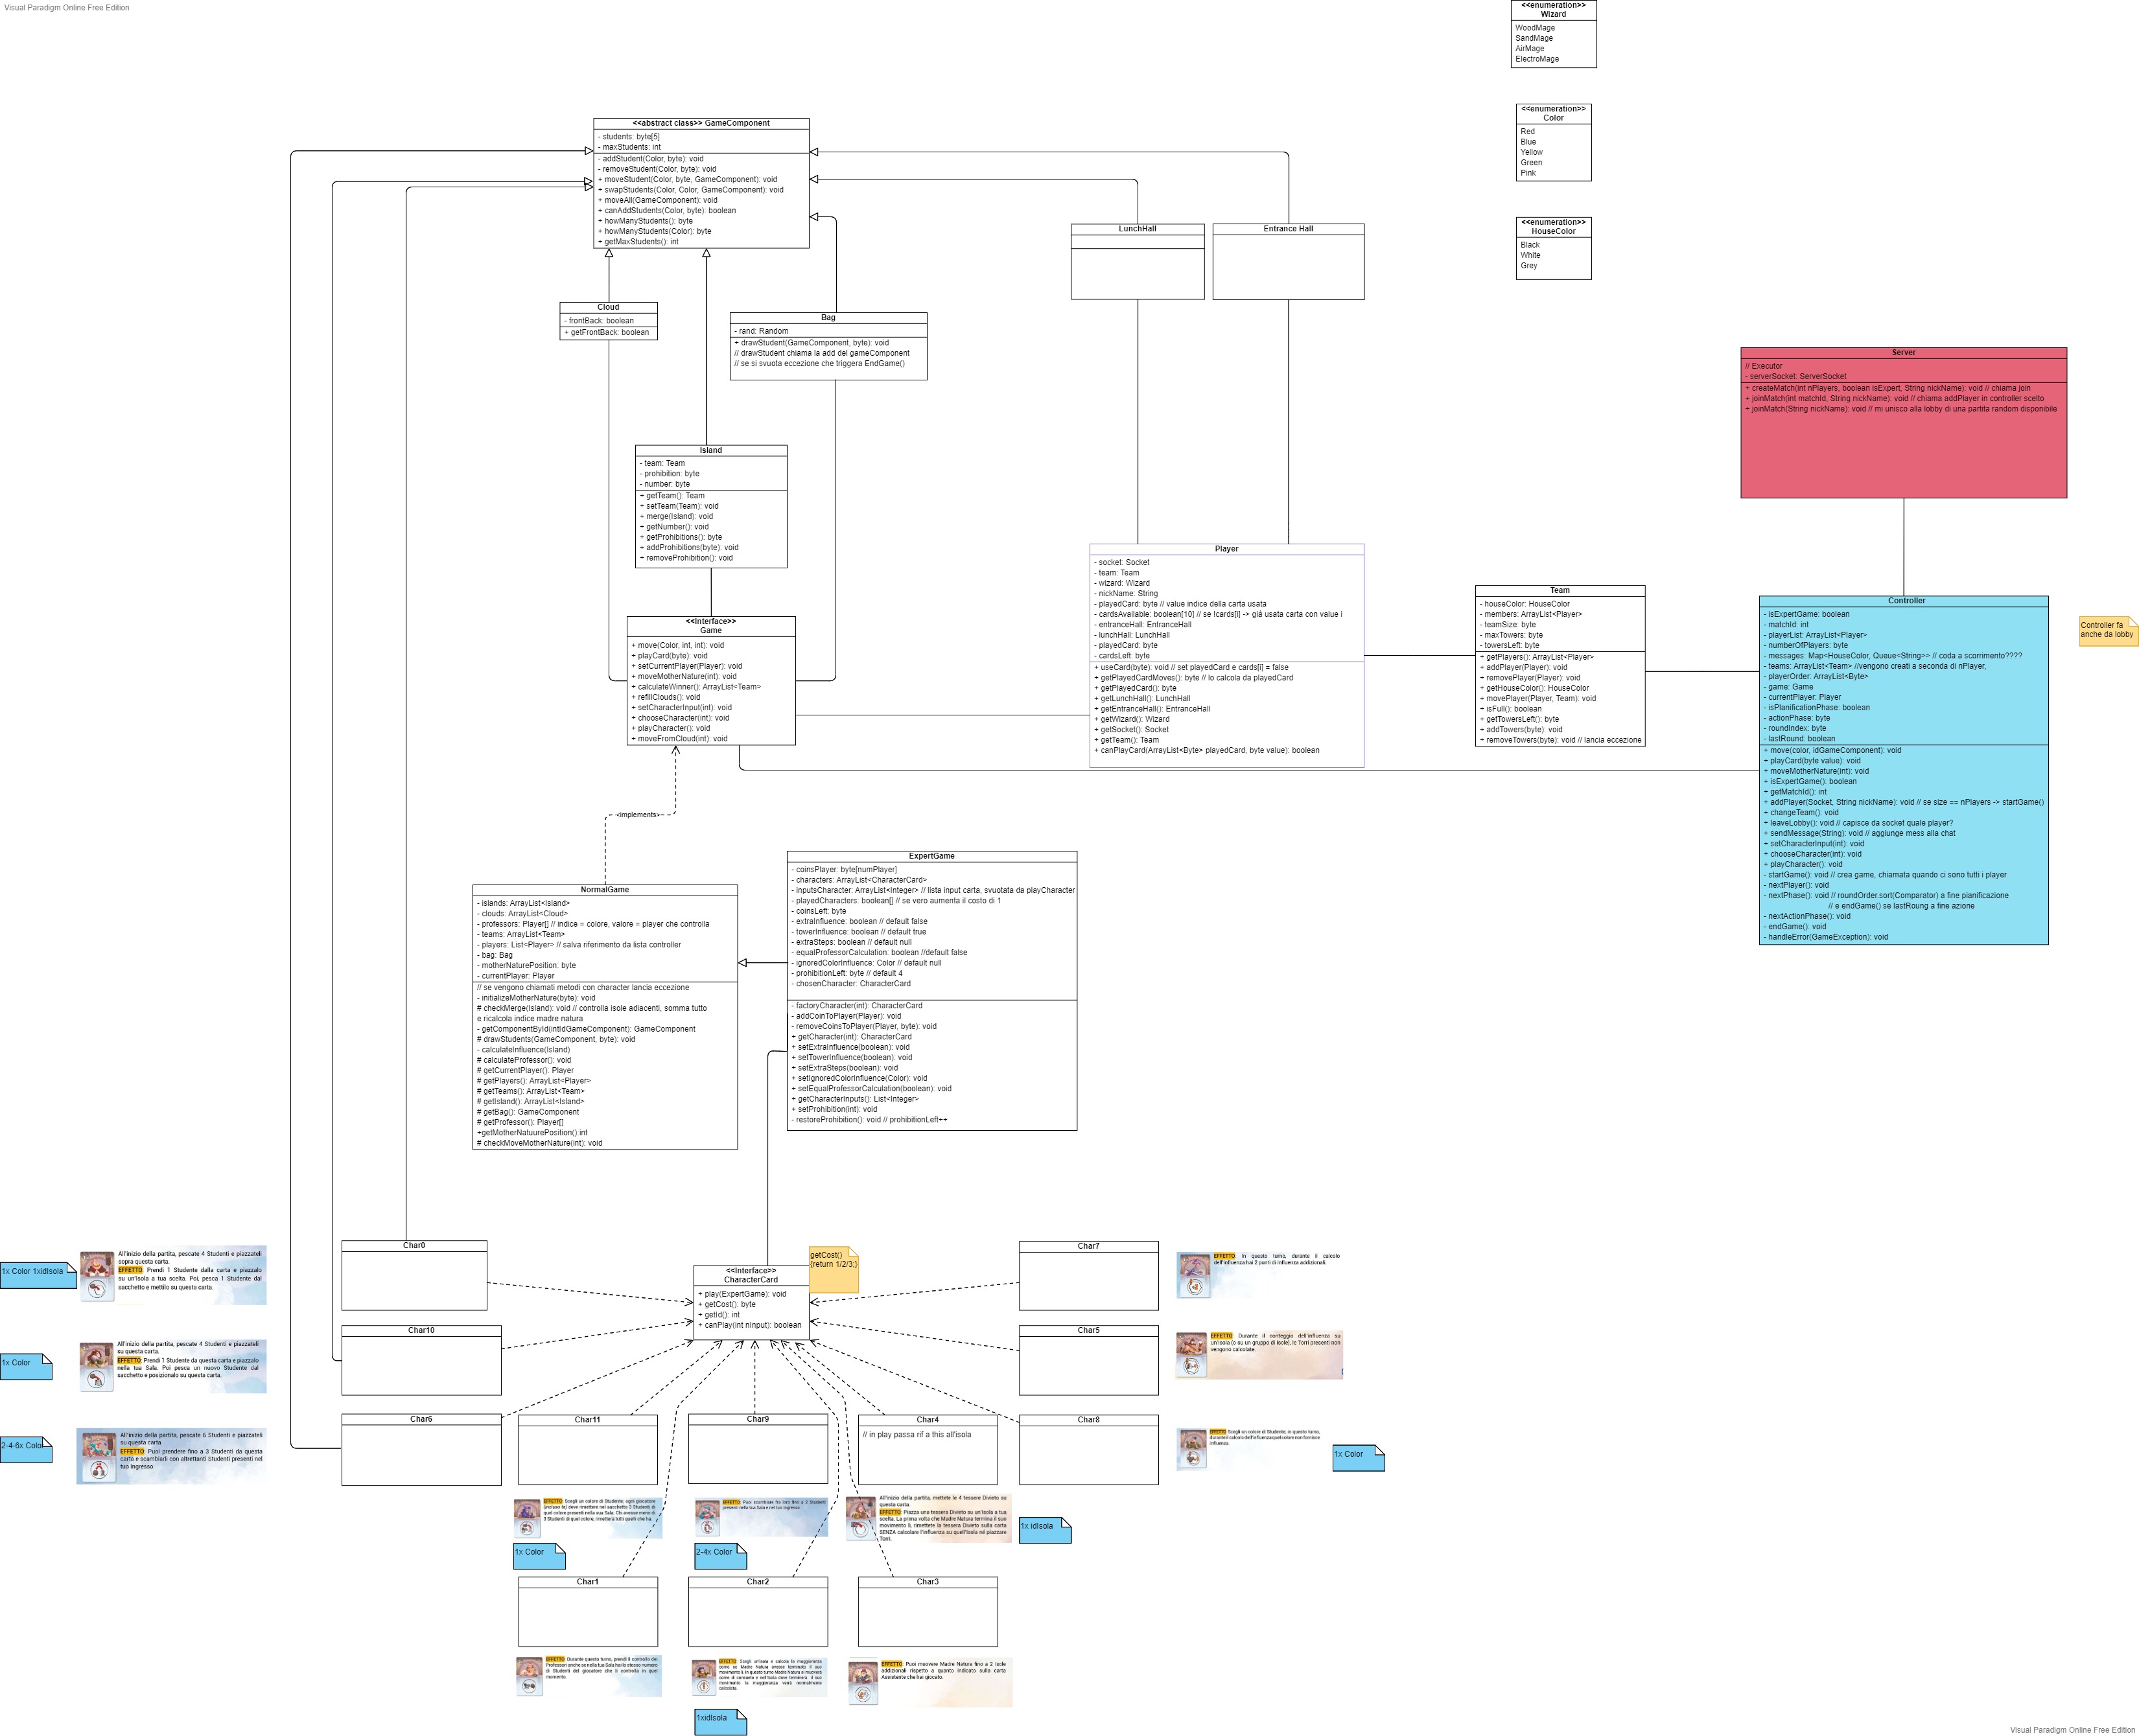 Visual Paradigm Online Free Edition
<<enumeration>>
Wizard
WoodMage
SandMage
AirMage
ElectroMage
<<enumeration>>
Color
Red
Blue
Yellow
Green
Pink
<<enumeration>>
HouseColor
Black
White
Grey
<<abstract class>> GameComponent
- students: byte[5]
- maxStudents: int
- addStudent(Color, byte): void
- removeStudent(Color, byte): void
+ moveStudent(Color, byte, GameComponent): void
+ swapStudents(Color, Color, GameComponent): void
+ moveAll(GameComponent): void
+ canAddStudents(Color, byte): boolean
+ howManyStudents(): byte
+ howManyStudents(Color): byte
+ getMaxStudents(): int
LunchHall
Entrance Hall
Cloud
- frontBack: boolean
+ getFrontBack: boolean
Bag
- rand: Random
+ drawStudent(GameComponent, byte): void
// drawStudent chiama la add del gameComponent
// se si svuota eccezione che triggera EndGame()
Server
// Executor
- serverSocket: ServerSocket
+ createMatch(int nPlayers, boolean isExpert, String nickName): void // chiama join
+ joinMatch(int matchId, String nickName): void // chiama addPlayer in controller scelto
+ joinMatch(String nickName): void // mi unisco alla lobby di una partita random disponibile
Island
- team: Team
- prohibition: byte
- number: byte
+ getTeam(): Team
+ setTeam(Team): void
+ merge(Island): void
+ getNumber(): void
+ getProhibitions(): byte
+ addProhibitions(byte): void
+ removeProhibition(): void
<<Interface>>
Game
+ move(Color, int, int): void
+ playCard(byte): void
+ setCurrentPlayer(Player): void
+ moveMotherNature(int): void
+ calculateWinner(): ArrayList<Team>
+ refillClouds(): void
+ setCharacterInput(int): void
+ chooseCharacter(int): void
+ playCharacter(): void
+ moveFromCloud(int): void
Player
- socket: Socket
- team: Team
- wizard: Wizard
- nickName: String
- playedCard: byte // value indice della carta usata
- cardsAvailable: boolean[10] // se !cards[i] -> giá usata carta con value i
- entranceHall: EntranceHall
- lunchHall: LunchHall
- playedCard: byte
- cardsLeft: byte
+ useCard(byte): void // set playedCard e cards[i] = false
+ getPlayedCardMoves(): byte // lo calcola da playedCard
+ getPlayedCard(): byte
+ getLunchHall(): LunchHall
+ getEntranceHall(): EntranceHall
+ getWizard(): Wizard
+ getSocket(): Socket
+ getTeam(): Team
+ canPlayCard(ArrayList<Byte> playedCard, byte value): boolean
Team
- houseColor: HouseColor
- members: ArrayList<Player>
- teamSize: byte
- maxTowers: byte
- towersLeft: byte
+ getPlayers(): ArrayList<Player>
+ addPlayer(Player): void
+ removePlayer(Player): void
+ getHouseColor(): HouseColor
+ movePlayer(Player, Team): void
+ isFull(): boolean
+ getTowersLeft(): byte
+ addTowers(byte): void
+ removeTowers(byte): void // lancia eccezione
Controller
- isExpertGame: boolean
- matchId: int
- playerList: ArrayList<Player>
- numberOfPlayers: byte
- messages: Map<HouseColor, Queue<String>> // coda a scorrimento????
- teams: ArrayList<Team> //vengono creati a seconda di nPlayer,
- playerOrder: ArrayList<Byte>
- game: Game
- currentPlayer: Player
- isPlanificationPhase: boolean
- actionPhase: byte
- roundIndex: byte
- lastRound: boolean
+ move(color, idGameComponent): void
+ playCard(byte value): void
+ moveMotherNature(int): void
+ isExpertGame(): boolean
+ getMatchId(): int
+ addPlayer(Socket, String nickName): void // se size == nPlayers -> startGame()
+ changeTeam(): void
+ leaveLobby(): void // capisce da socket quale player?
+ sendMessage(String): void // aggiunge mess alla chat
+ setCharacterInput(int): void
+ chooseCharacter(int): void
+ playCharacter(): void
- startGame(): void // crea game, chiamata quando ci sono tutti i player
- nextPlayer(): void
- nextPhase(): void // roundOrder.sort(Comparator) a fine pianificazione
// e endGame() se lastRoung a fine azione
- nextActionPhase(): void
- endGame(): void
- handleError(GameException): void
Controller fa
anche da lobby
<implements>
NormalGame
- islands: ArrayList<Island>
- clouds: ArrayList<Cloud>
- professors: Player[] // indice = colore, valore = player che controlla
- teams: ArrayList<Team>
- players: List<Player> // salva riferimento da lista controller
- bag: Bag
- motherNaturePosition: byte
- currentPlayer: Player
// se vengono chiamati metodi con character lancia eccezione
- initializeMotherNature(byte): void
# checkMerge(Island): void // controlla isole adiacenti, somma tutto
e ricalcola indice madre natura
- getComponentById(intIdGameComponent): GameComponent
# drawStudents(GameComponent, byte): void
- calculateInfluence(Island)
# calculateProfessor(): void
# getCurrentPlayer(): Player
# getPlayers(): ArrayList<Player>
# getTeams(): ArrayList<Team>
# getIsland(): ArrayList<Island>
# getBag(): GameComponent
# getProfessor(): Player[]
+getMotherNatuurePosition():int
# checkMoveMotherNature(int): void
ExpertGame
- coinsPlayer: byte[numPlayer]
- characters: ArrayList<CharacterCard>
- inputsCharacter: ArrayList<Integer> // lista input carta, svuotata da playCharacter
- playedCharacters: boolean[] // se vero aumenta il costo di 1
- coinsLeft: byte
- extraInfluence: boolean // default false
- towerInfluence: boolean // default true
- extraSteps: boolean // default null
- equalProfessorCalculation: boolean //default false
- ignoredColorInfluence: Color // default null
- prohibitionLeft: byte // default 4
- chosenCharacter: CharacterCard
- factoryCharacter(int): CharacterCard
- addCoinToPlayer(Player): void
- removeCoinsToPlayer(Player, byte): void
+ getCharacter(int): CharacterCard
+ setExtraInfluence(boolean): void
+ setTowerInfluence(boolean): void
+ setExtraSteps(boolean): void
+ setIgnoredColorInfluence(Color): void
+ setEqualProfessorCalculation(boolean): void
+ getCharacterInputs(): List<Integer>
+ setProhibition(int): void
- restoreProhibition(): void // prohibitionLeft++
1x Color 1xidIsola
All'inizio della partita, pescate 4 Studenti e piazzateli
sopra questa carta.
EFFETTO: Prendi 1 Studente dalla carta e piazzalo
su un'isola a tua scelta. Poi, pesca 1 Studente dal
sacchetto e mettilo su questa carta.
Char0
<<Interface>>
CharacterCard
+ play(ExpertGame): void
+ getCost(): byte
+ getId(): int
+ canPlay(int nInput): boolean
getCost()
{return 1/2/3;}
Char7
EFFETTO: In questo turno, durante il calcolo
dell'influenza hai 2 punti di influenza addizionali.
1x Color
All'inizio della partita, pescate 4 Studenti e piazzateli
su questa carta.
EFFETTO: Prendi 1 Studente da questa carta e piazzalo
nella tua Sala. Poi pesca un nuovo Studente dal
sacchetto e posizionalo su questa carta.
Char10
Char5
EFFETTO: Durante il conteggio dell'influenza su
un'Isola (o su un gruppo di Isole), le Torri presenti non
vengono calcolate.
2-4-6x Color
All'inizio della partita, pescate 6 Studenti e piazzateli
su questa carta
EFFETTO: Puoi prendere fino a 3 Studenti da questa
carta e scambiarli con altrettanti Studenti presenti nel
tuo ingresso
Char6
Char11
Char9
Char4
// in play passa rif a this all'isola
Char8
EFFETTO: Scegli un colore di Studente; in questo turno,
durante il calcolo dell'influenza quel colore non fornisce
influenza.
1x Color
EFFETTO: Scegli un colore di Studente; ogni giocatore
(incluso te) deve rimettere nel sacchetto 3 Studenti di
quel colore presenti nella sua Sala. Chi avesse meno di
3 Studenti di quel colore, rimetterà tutti quelli che ha.
1x Color
EFFETTO: Puoi scambiare fra loro fino a 2 Studenti
presenti nella tua Sala e nel tuo ingresso
2-4x Color
All'inizio della partita, mettete le 4 tessere Divieto su
questa carta.
EFFETTO: Piazza una tessera Divieto su un'Isola a tua
scelta. La prima volta che Madre Natura termina il suo
movimento lì, rimettete la tessera Divieto sulla carta
SENZA calcolare l'influenza su quell'Isola né piazzare
Torri.
1x idIsola
Char1
Char2
Char3
EFFETTO: Durante questo turno, prendi il controllo dei
Professori anche se nella tua Sala hai lo stesso numero
di Studenti del giocatore che li controlla in quel
momento.
EFFETTO: Scegli un'isola e calcola la maggioranza
come se Madre Natura avesse terminato il suo
movimento lì. In questo turno Madre Natura si muoverà
come di consueto e nell'Isola dove terminerà il suo
movimento la maggioranza verrà normalmente
calcolata
1xidIsola
EFFETTO: Puoi muovere Madre Natura fino a 2 isole
addizionali rispetto a quanto indicato sulla carta
Assistente che hai giocato.
Visual Paradigm Online Free Edition